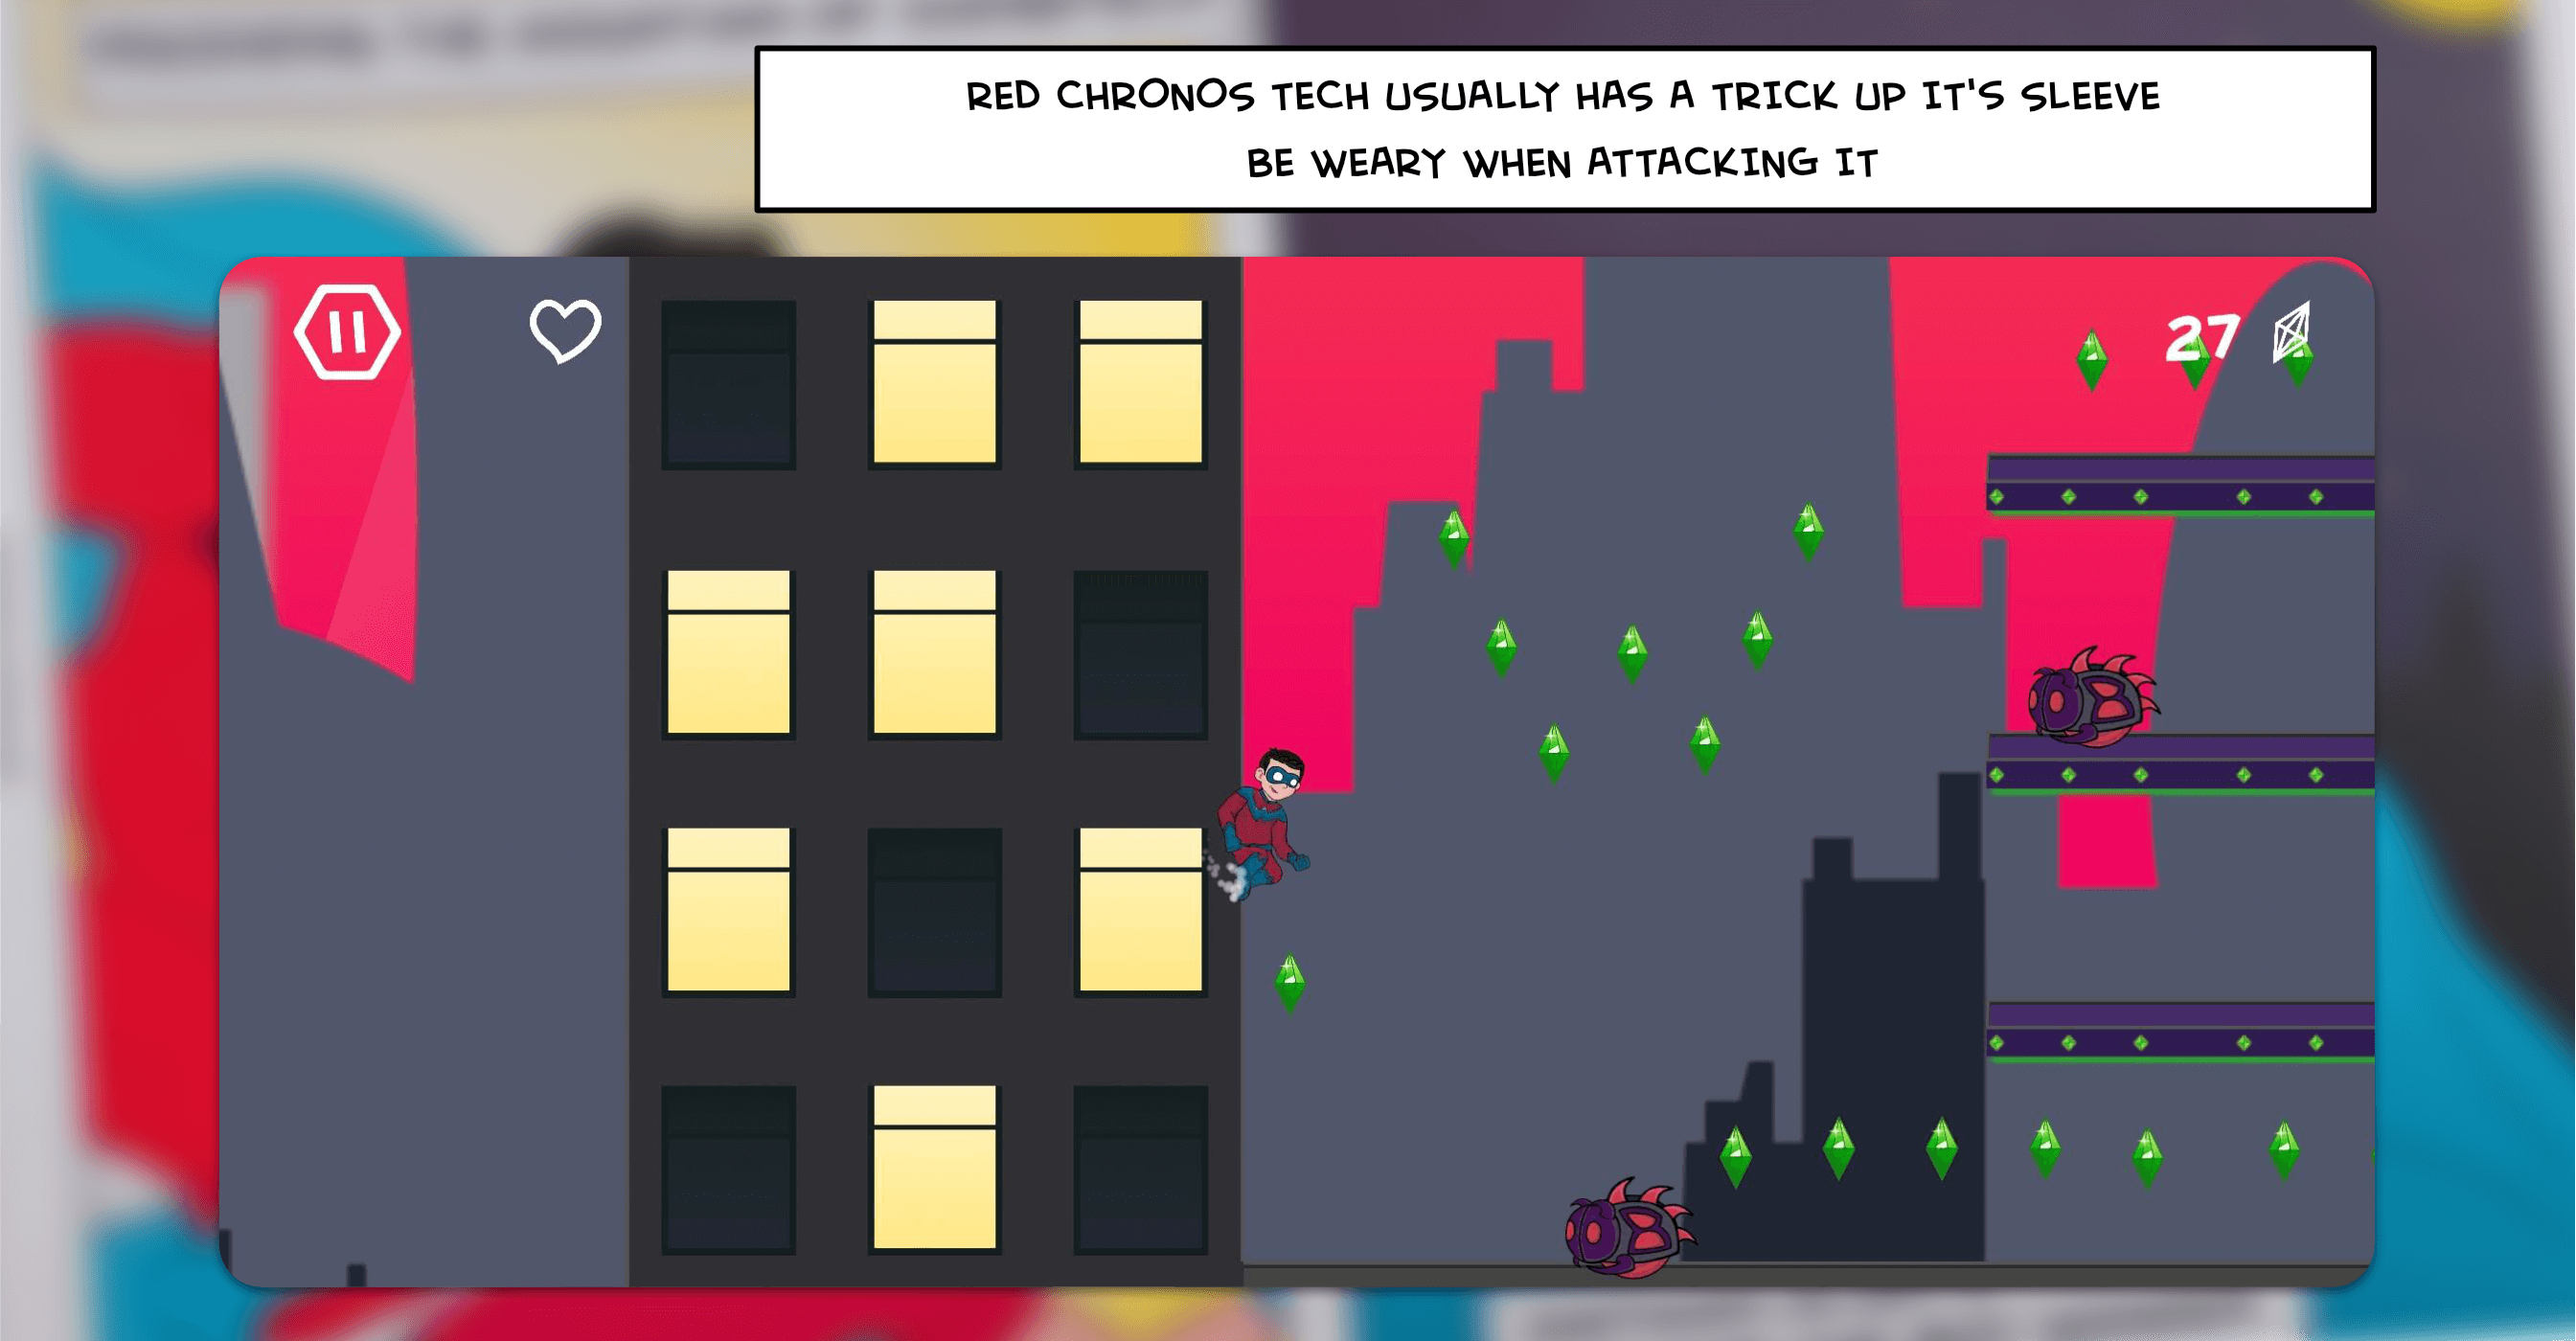 RED CHRONOS TECH USUALLY HAS A TRICK UP IT'S SLEEVE
BE WEARY WHEN ATTACKING IT
27